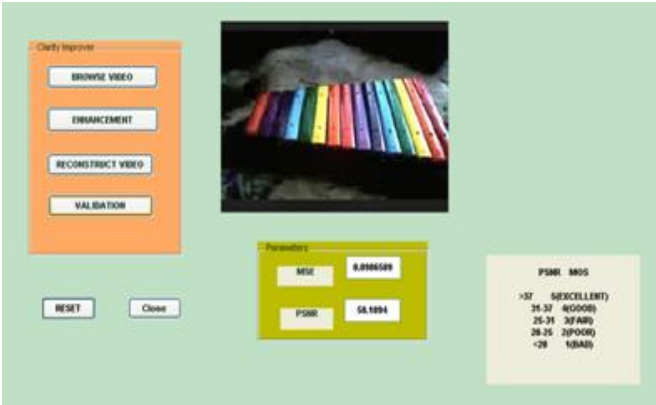 Clarity Improver
BROWSE VIDEO
ENHANCEMENT
RECONSTRUCT VIDEO
VALIDATION
RESET
Close
Parameters
MSE 0.0986589
PSNR 58.1894
PSNR MOS
>37 5(EXCELLENT)
31-37 4(GOOD)
25-31 3(FAIR)
20-25 2(POOR)
<20 1(BAD)